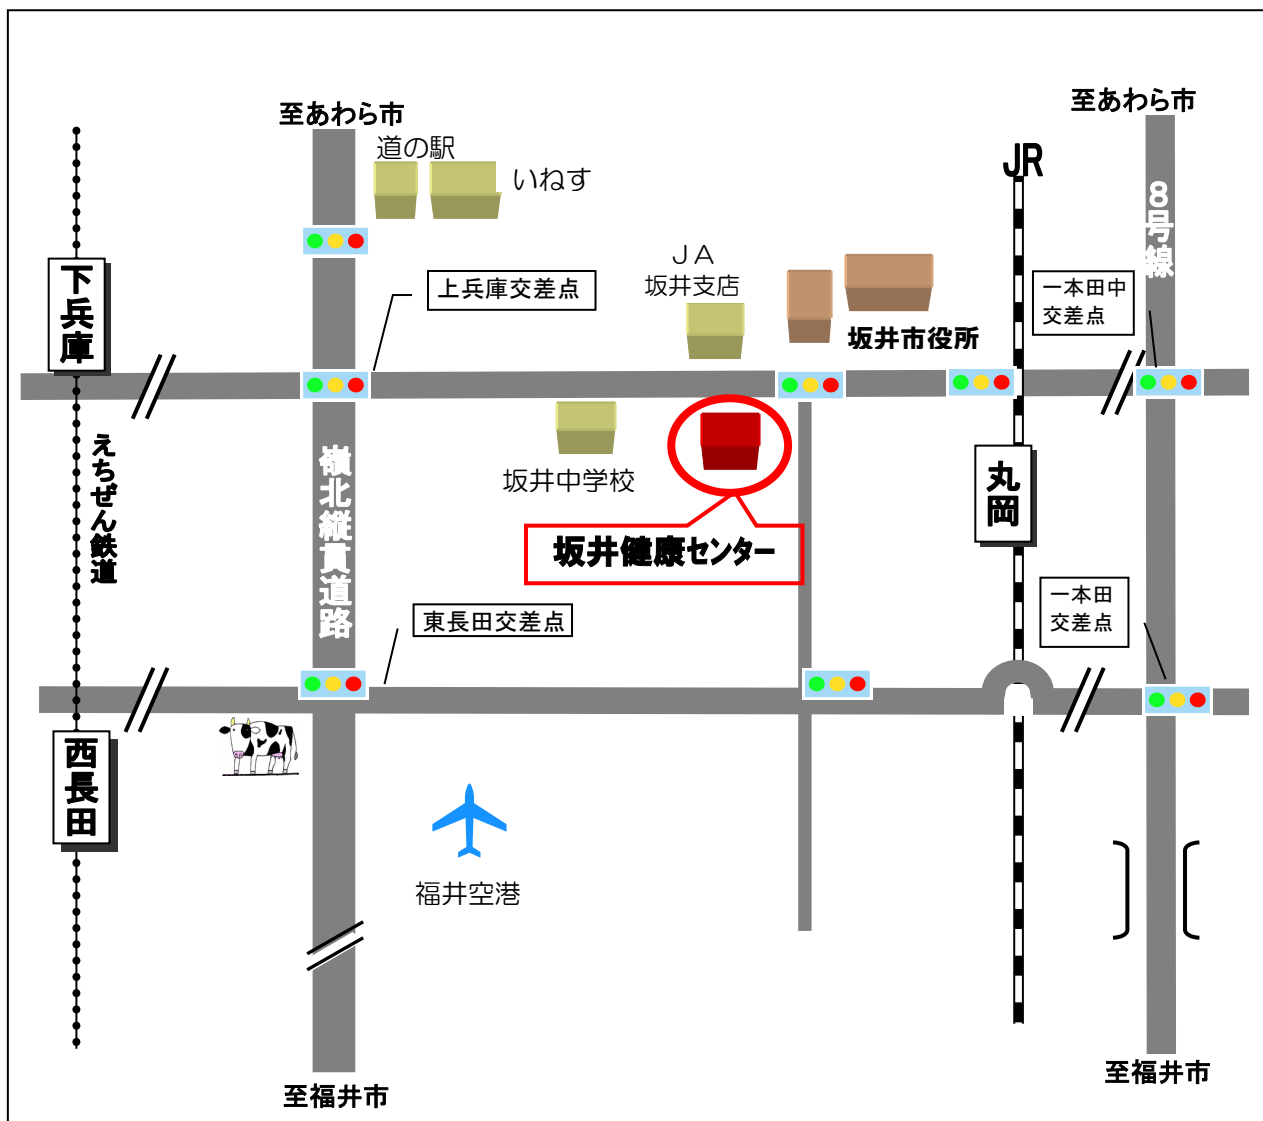 至あわら市
至あわら市
道の駅
いねす
JR
8号線
JA
坂井支店
下兵庫
上兵庫交差点
一本田中
交差点
坂井市役所
えちぜん鉄道
嶺北縦貫道路
坂井中学校
丸岡
坂井健康センター
東長田交差点
一本田
交差点
西長田
福井空港
至福井市
至福井市